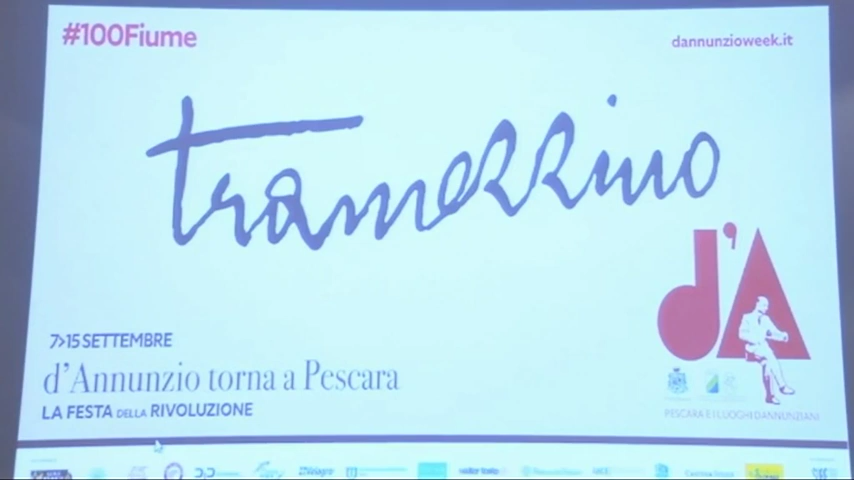 #100Fiume
dannunzioweek.it
Tramezzino
d'A
7>15 SETTEMBRE
d'Annunzio torna a Pescara
LA FESTA DELLA RIVOLUZIONE
PESCARA E I LUOGHI DANNUNZIANI